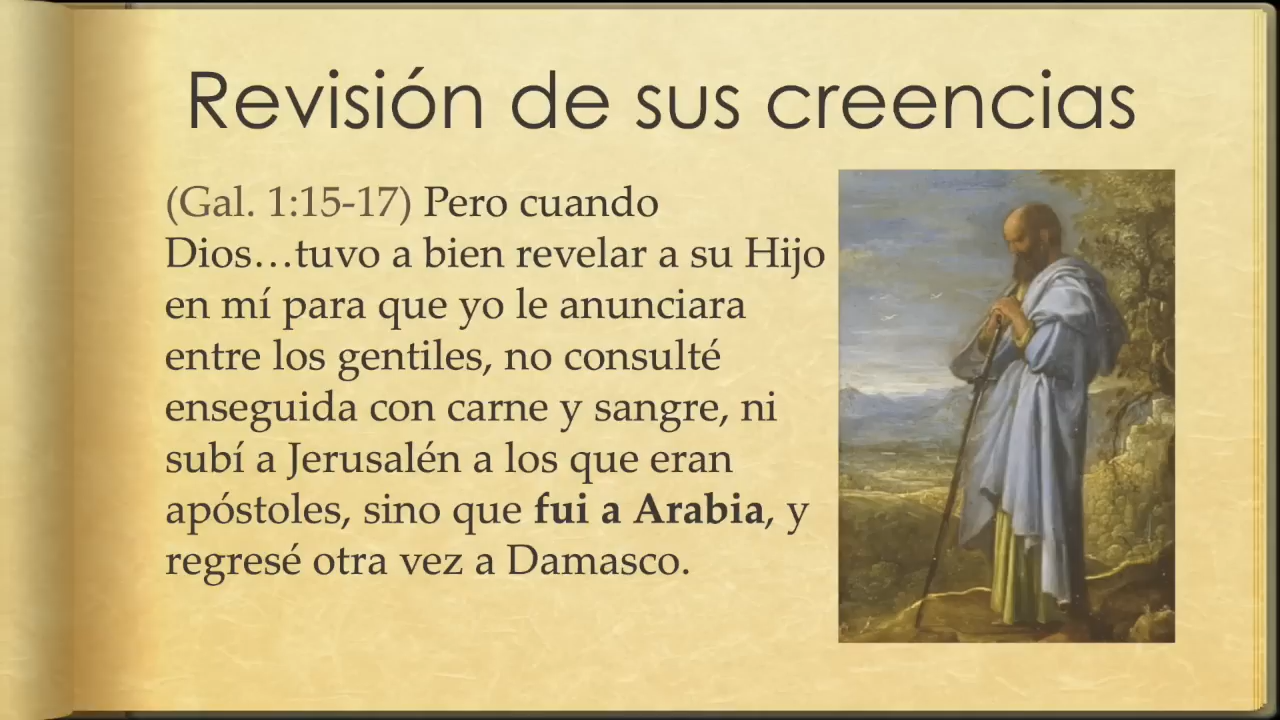 Revisión de sus creencias
(Gal. 1:15-17) Pero cuando
Dios…tuvo a bien revelar a su Hijo
en mí para que yo le anunciara
entre los gentiles, no consulté
enseguida con carne y sangre, ni
subí a Jerusalén a los que eran
apóstoles, sino que fui a Arabia, y
regresé otra vez a Damasco.